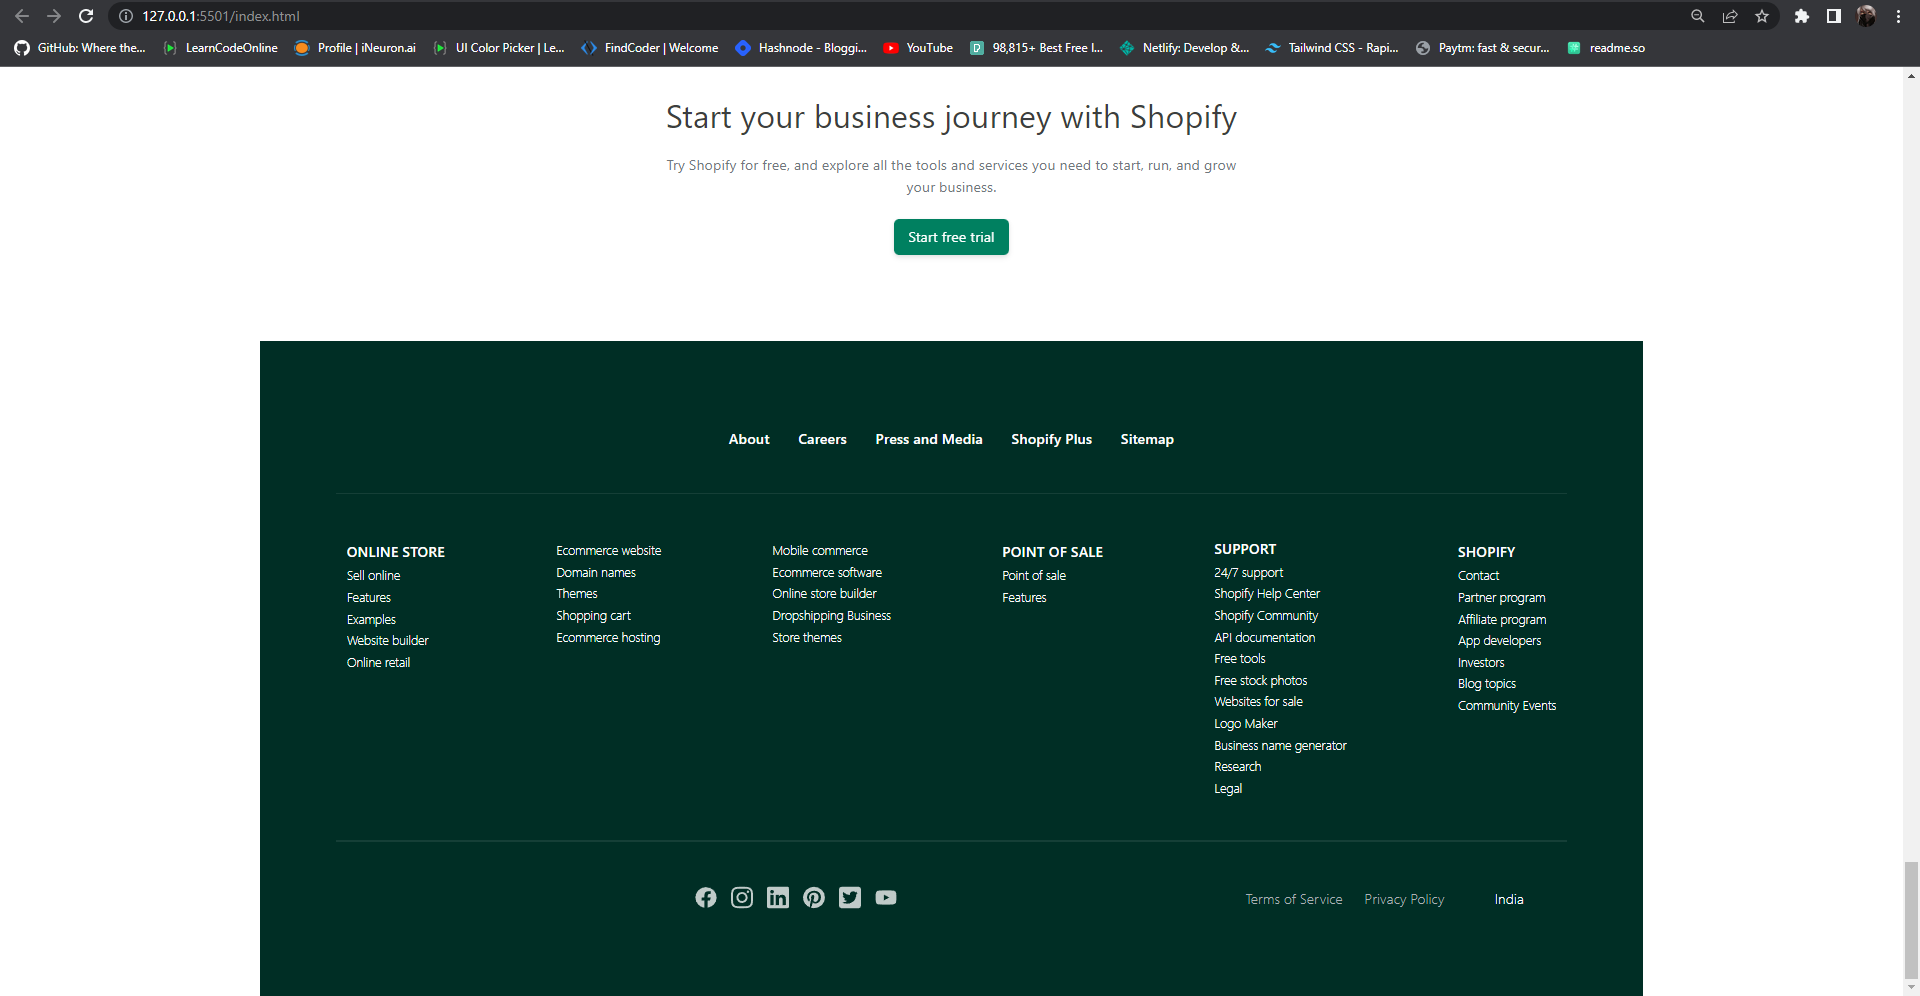 127.0.0.1:5501/index.html
GitHub: Where the...
LearnCodeOnline
Profile | iNeuron.ai
UI Color Picker | Le...
FindCoder | Welcome
Hashnode - Bloggi...
YouTube
98,815+ Best Free I...
Netlify: Develop &...
Tailwind CSS - Rapi...
Paytm: fast & secur...
readme.so
Start your business journey with Shopify
Try Shopify for free, and explore all the tools and services you need to start, run, and grow
your business.
Start free trial
About
Careers
Press and Media
Shopify Plus
Sitemap
ONLINE STORE
Sell online
Features
Examples
Website builder
Online retail
Ecommerce website
Domain names
Themes
Shopping cart
Ecommerce hosting
Mobile commerce
Ecommerce software
Online store builder
Dropshipping Business
Store themes
POINT OF SALE
Point of sale
Features
SUPPORT
24/7 support
Shopify Help Center
Shopify Community
API documentation
Free tools
Free stock photos
Websites for sale
Logo Maker
Business name generator
Research
Legal
SHOPIFY
Contact
Partner program
Affiliate program
App developers
Investors
Blog topics
Community Events
Terms of Service
Privacy Policy
India